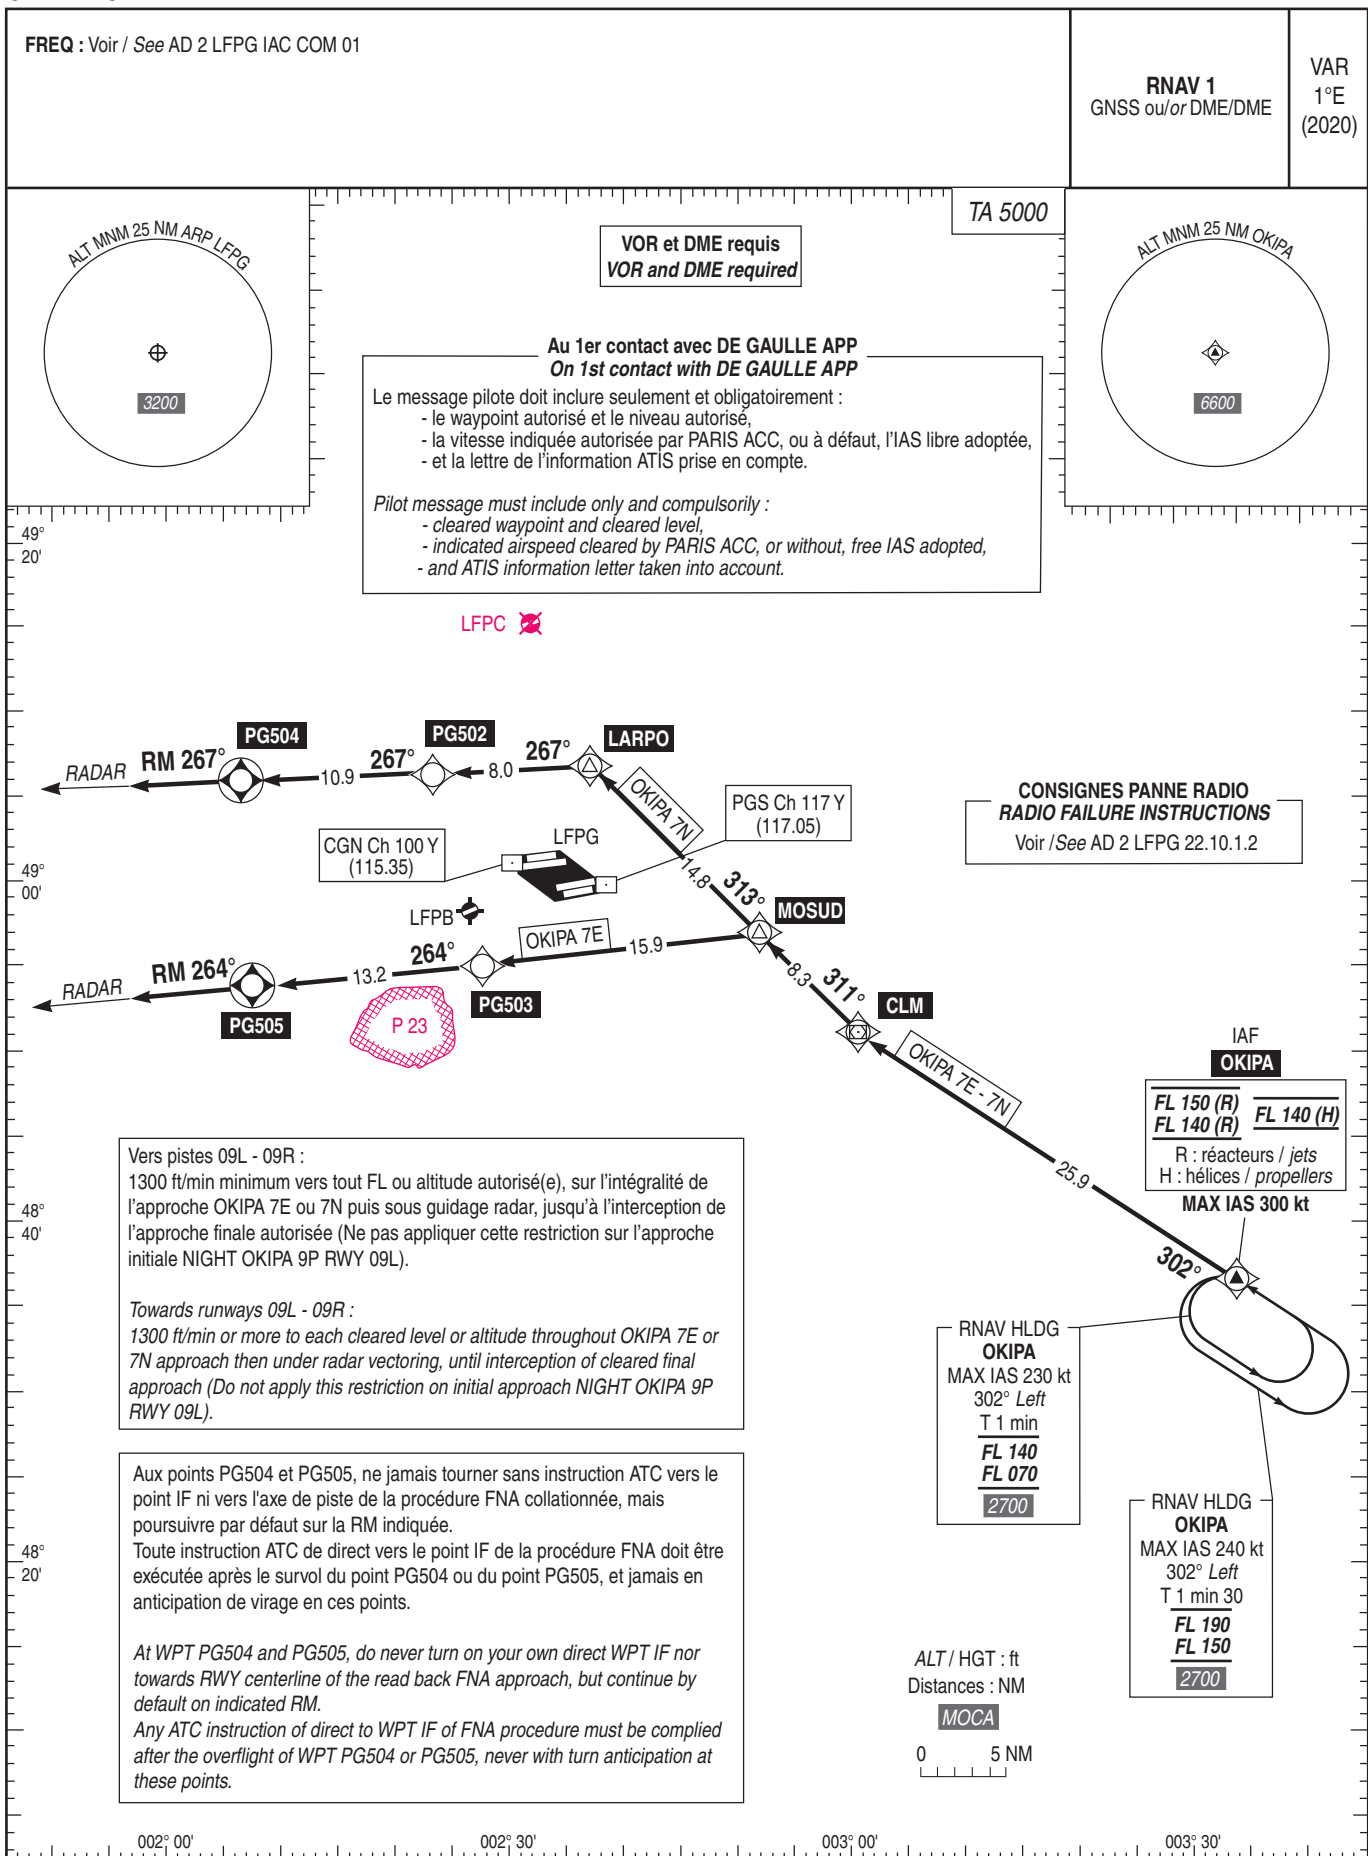 FREQ : Voir / See AD 2 LFPG IAC COM 01
RNAV 1
GNSS ou/or DME/DME
VAR
1°E
(2020)
ALT MNM 25 NM ARP LFPG
3200
VOR et DME requis
VOR and DME required
TA 5000
ALT MNM 25 NM OKIPA
6600
Au 1er contact avec DE GAULLE APP
On 1st contact with DE GAULLE APP
Le message pilote doit inclure seulement et obligatoirement :
- le waypoint autorisé et le niveau autorisé,
- la vitesse indiquée autorisée par PARIS ACC, ou à défaut, l'IAS libre adoptée,
- et la lettre de l'information ATIS prise en compte.
Pilot message must include only and compulsorily :
- cleared waypoint and cleared level,
- indicated airspeed cleared by PARIS ACC, or without, free IAS adopted,
- and ATIS information letter taken into account.
49°
20'
LFPC
RADAR
RM 267°
PG504
10.9
267°
PG502
8.0
267°
LARPO
OKIPA 7N
14.8
313°
PGS Ch 117 Y
(117.05)
CGN Ch 100 Y
(115.35)
LFPG
CONSIGNES PANNE RADIO
RADIO FAILURE INSTRUCTIONS
Voir /See AD 2 LFPG 22.10.1.2
49°
00'
LFPB
MOSUD
RADAR
RM 264°
PG505
13.2
264°
PG503
OKIPA 7E
15.9
P 23
8.3
311°
CLM
OKIPA 7E - 7N
25.9
302°
IAF
OKIPA
FL 150 (R)
FL 140 (R)
FL 140 (H)
R : réacteurs / jets
H : hélices / propellers
MAX IAS 300 kt
48°
40'
Vers pistes 09L - 09R :
1300 ft/min minimum vers tout FL ou altitude autorisé(e), sur l'intégralité de
l'approche OKIPA 7E ou 7N puis sous guidage radar, jusqu'à l'interception de
l'approche finale autorisée (Ne pas appliquer cette restriction sur l'approche
initiale NIGHT OKIPA 9P RWY 09L).
Towards runways 09L - 09R :
1300 ft/min or more to each cleared level or altitude throughout OKIPA 7E or
7N approach then under radar vectoring, until interception of cleared final
approach (Do not apply this restriction on initial approach NIGHT OKIPA 9P
RWY 09L).
RNAV HLDG
OKIPA
MAX IAS 230 kt
302° Left
T 1 min
FL 140
FL 070
2700
RNAV HLDG
OKIPA
MAX IAS 240 kt
302° Left
T 1 min 30
FL 190
FL 150
2700
48°
20'
Aux points PG504 et PG505, ne jamais tourner sans instruction ATC vers le
point IF ni vers l'axe de piste de la procédure FNA collationnée, mais
poursuivre par défaut sur la RM indiquée.
Toute instruction ATC de direct vers le point IF de la procédure FNA doit être
exécutée après le survol du point PG504 ou du point PG505, et jamais en
anticipation de virage en ces points.
At WPT PG504 and PG505, do never turn on your own direct WPT IF nor
towards RWY centerline of the read back FNA approach, but continue by
default on indicated RM.
Any ATC instruction of direct to WPT IF of FNA procedure must be complied
after the overflight of WPT PG504 or PG505, never with turn anticipation at
these points.
ALT / HGT : ft
Distances : NM
MOCA
0 5 NM
002° 00'
002° 30'
003° 00'
003° 30'